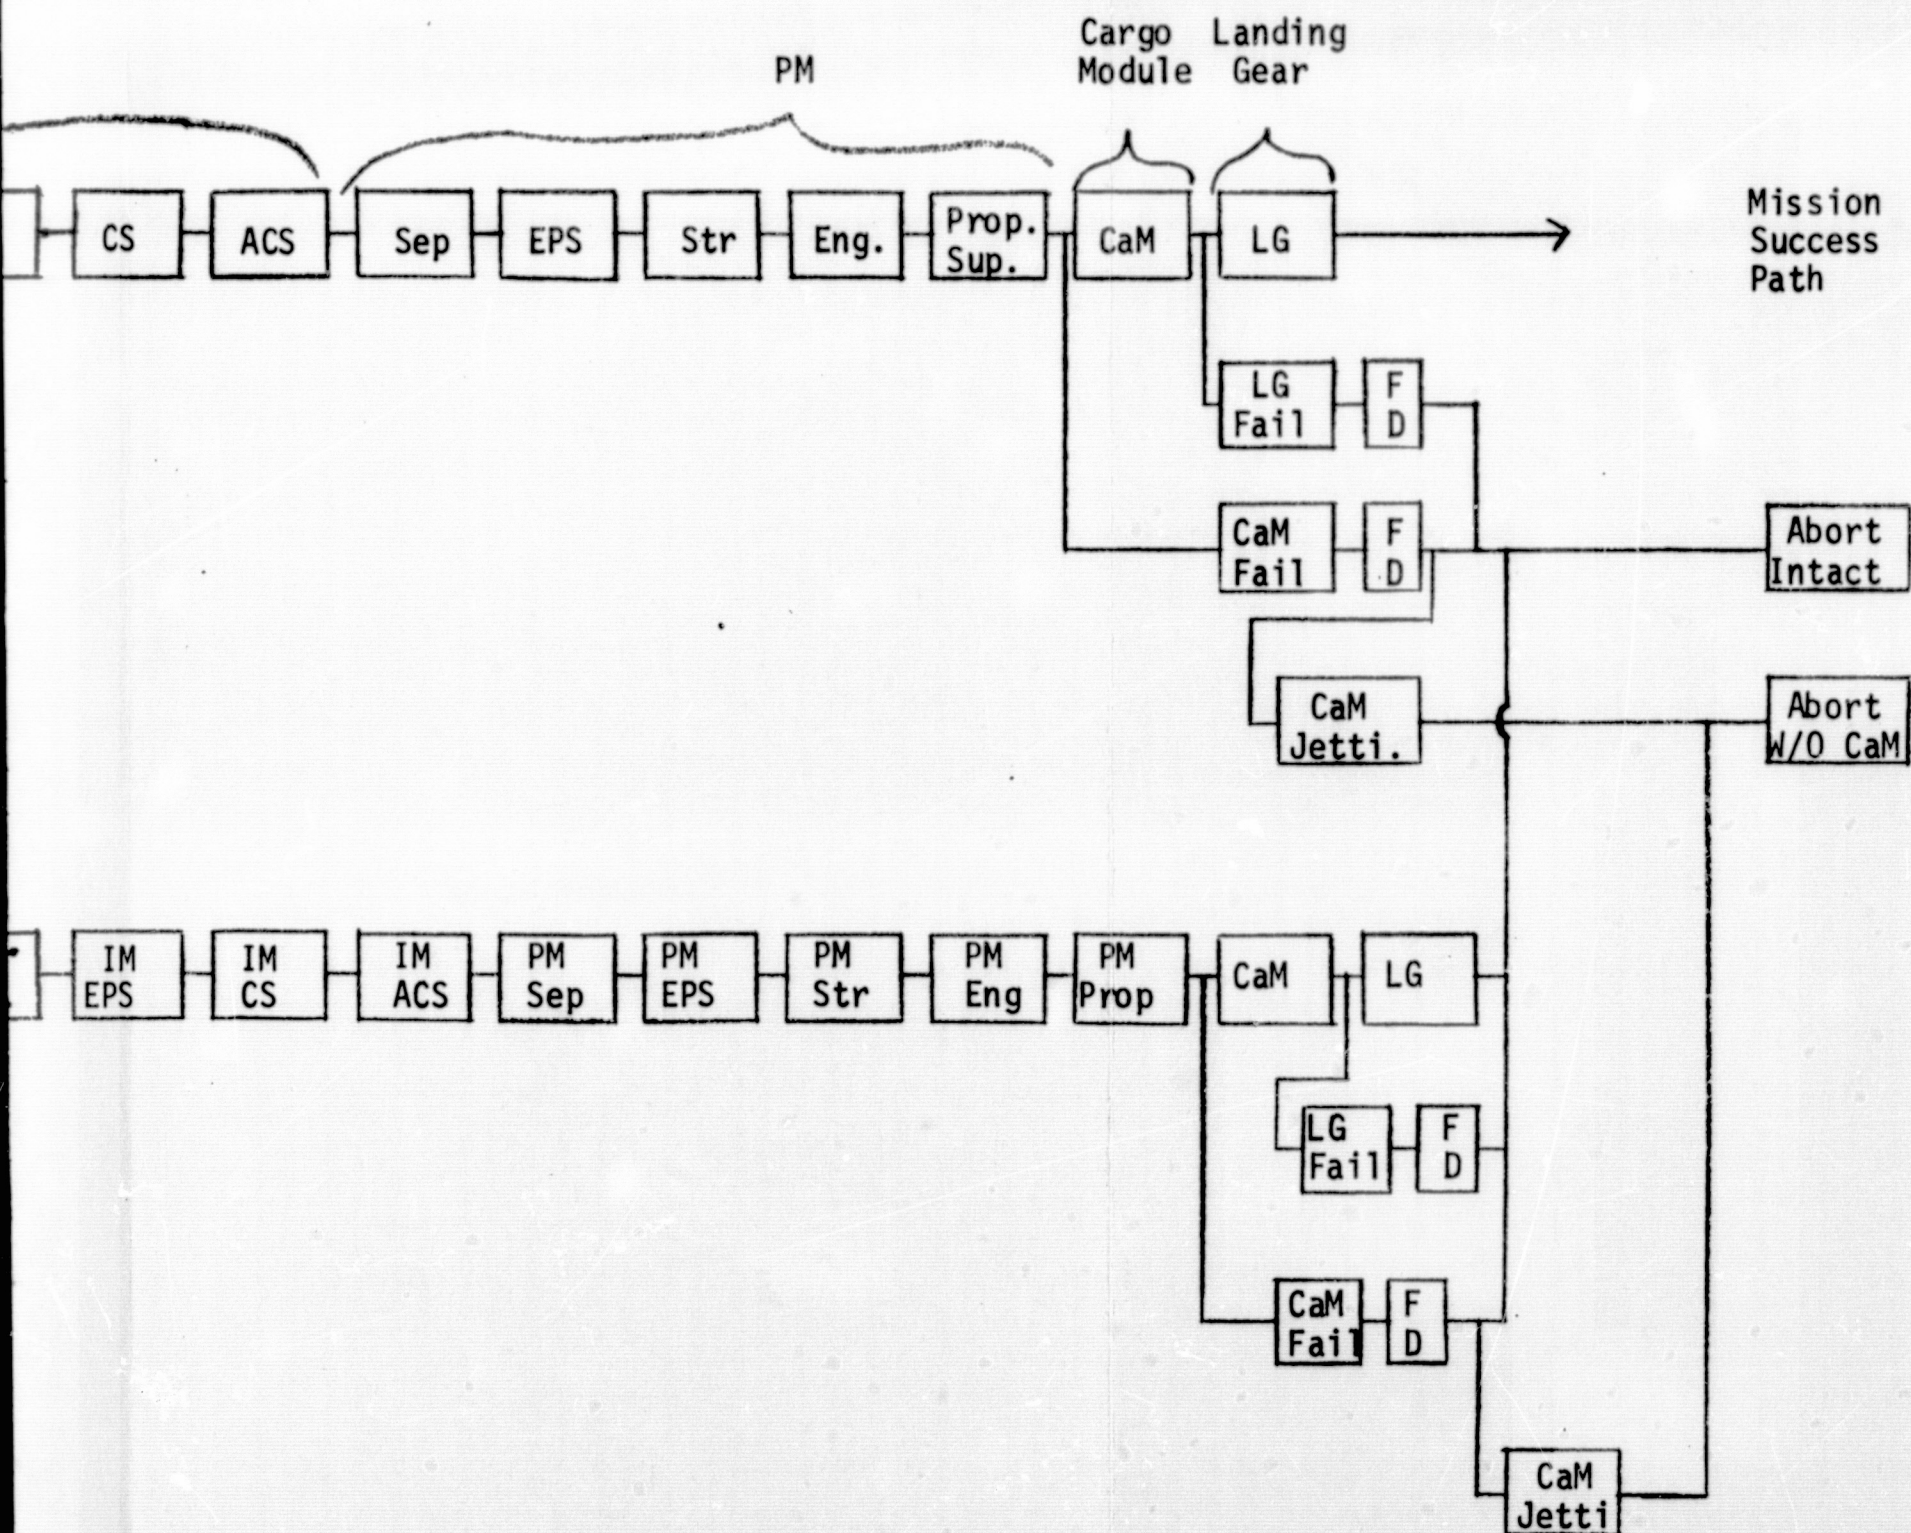 Cargo
Module
Landing
Gear
PM
CS
ACS
Sep
EPS
Str
Eng.
Prop.
Sup.
CaM
LG
Mission
Success
Path
LG
Fail
F
D
CaM
Fail
F
D
Abort
Intact
CaM
Jetti.
Abort
W/O CaM
IM
EPS
IM
CS
IM
ACS
PM
Sep
PM
EPS
PM
Str
PM
Eng
PM
Prop
CaM
LG
LG
Fail
F
D
CaM
Fail
F
D
CaM
Jetti